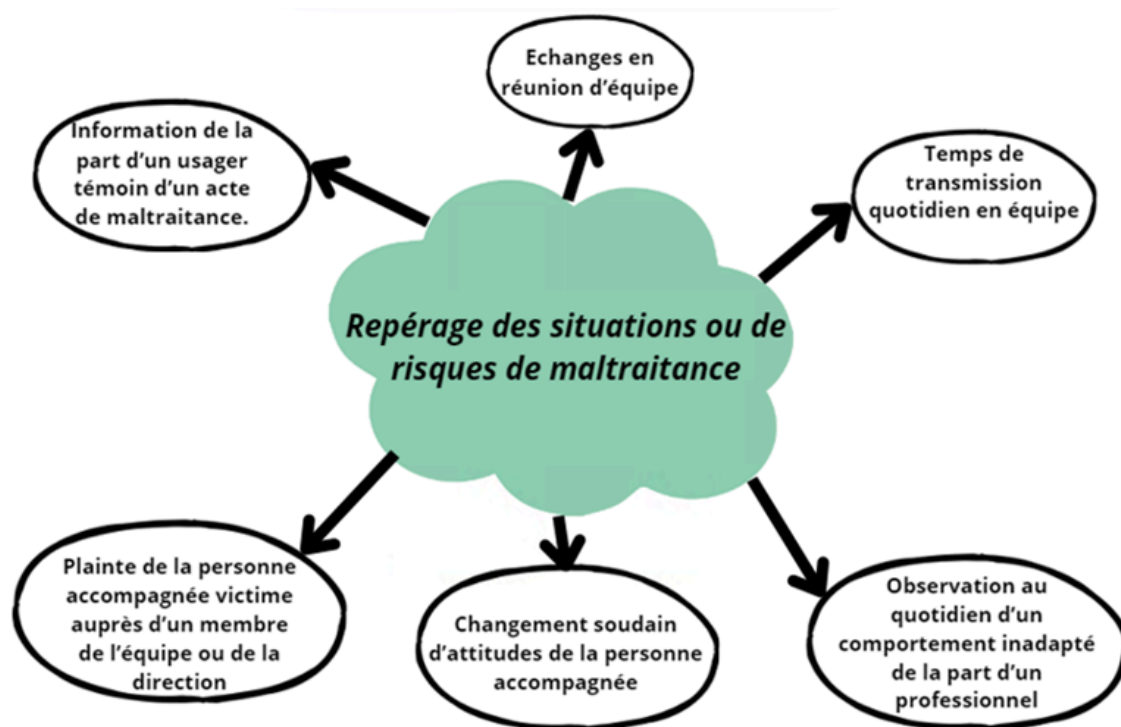 Echanges en
réunion d'équipe
Information de la
part d'un usager
témoin d'un acte
de maltraitance.
Temps de
transmission
quotidien en équipe
Repérage des situations ou de
risques de maltraitance
Plainte de la personne
accompagnée victime
auprès d'un membre
de l'équipe ou de la
direction
Changement soudain
d'attitudes de la personne
accompagnée
Observation au
quotidien d'un
comportement inadapté
de la part d'un
professionnel